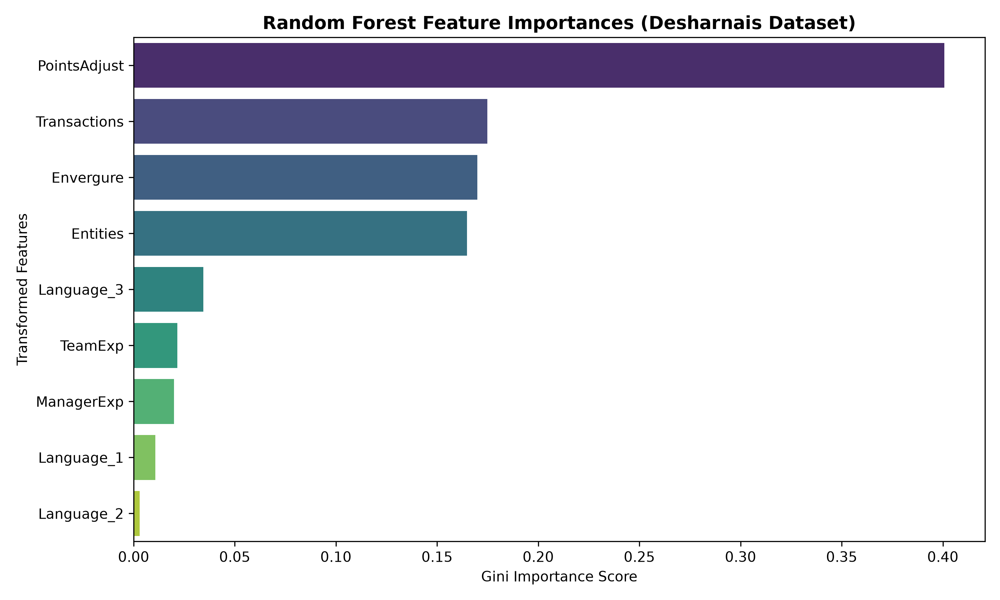 Random Forest Feature Importances (Desharnais Dataset)
Transformed Features
PointsAdjust
Transactions
Envergure
Entities
Language_3
TeamExp
ManagerExp
Language_1
Language_2
0.00 0.05 0.10 0.15 0.20 0.25 0.30 0.35 0.40
Gini Importance Score